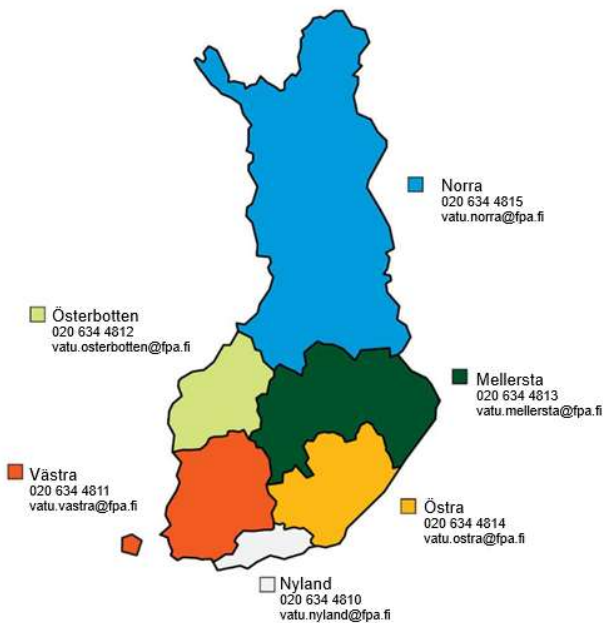 Norra
020 634 4815
vatu.norra@fpa.fi
Österbotten
020 634 4812
vatu.osterbotten@fpa.fi
Mellersta
020 634 4813
vatu.mellersta@fpa.fi
Västra
020 634 4811
vatu.vastra@fpa.fi
Östra
020 634 4814
vatu.ostra@fpa.fi
Nyland
020 634 4810
vatu.nyland@fpa.fi